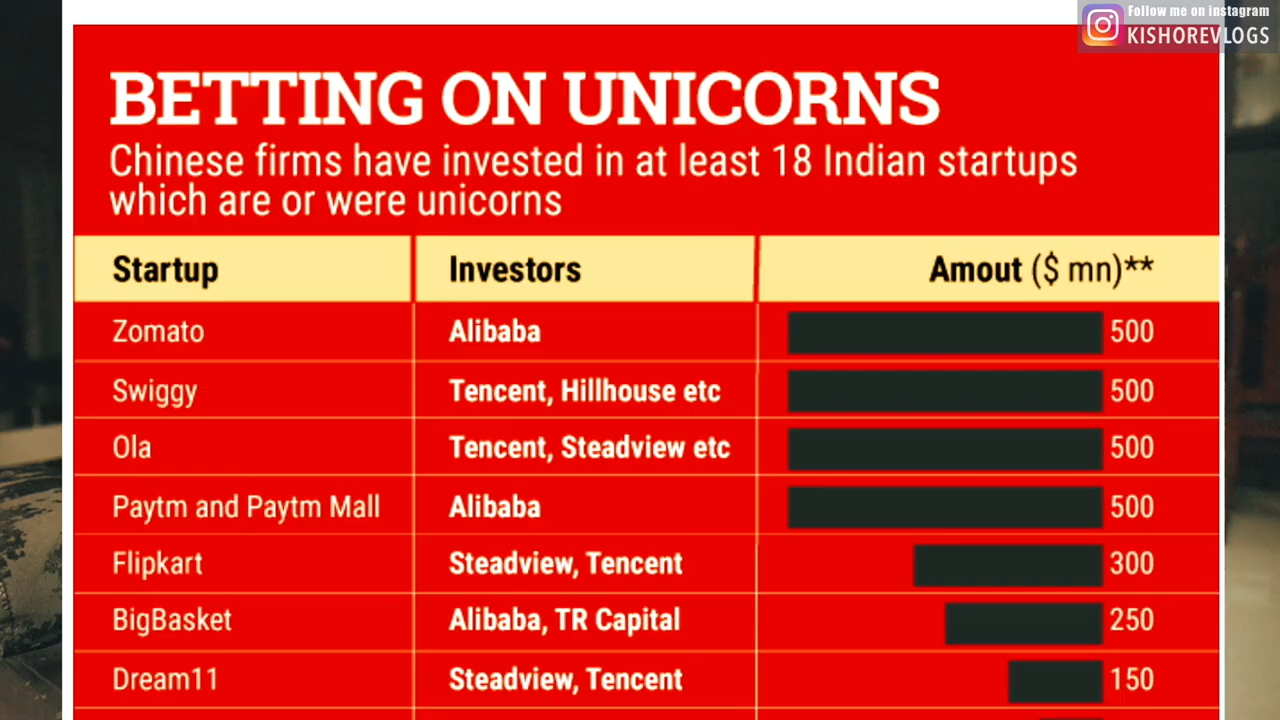 Follow me on instagram
KISHOREVLOGS
BETTING ON UNICORNS
Chinese firms have invested in at least 18 Indian startups
which are or were unicorns
Startup Investors Amout ($ mn)**
Zomato Alibaba 500
Swiggy Tencent, Hillhouse etc 500
Ola Tencent, Steadview etc 500
Paytm and Paytm Mall Alibaba 500
Flipkart Steadview, Tencent 300
BigBasket Alibaba, TR Capital 250
Dream11 Steadview, Tencent 150